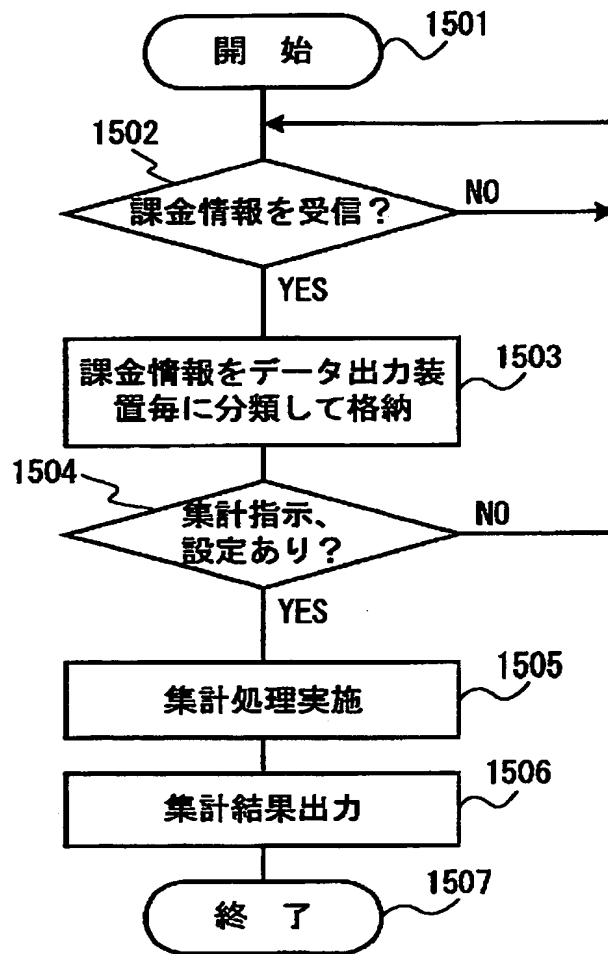 開 始
1501
1502
課金情報を受信?
NO
YES
課金情報をデータ出力装
置毎に分類して格納
1503
1504
集計指示、
設定あり?
NO
YES
集計処理実施
1505
集計結果出力
1506
終 了
1507